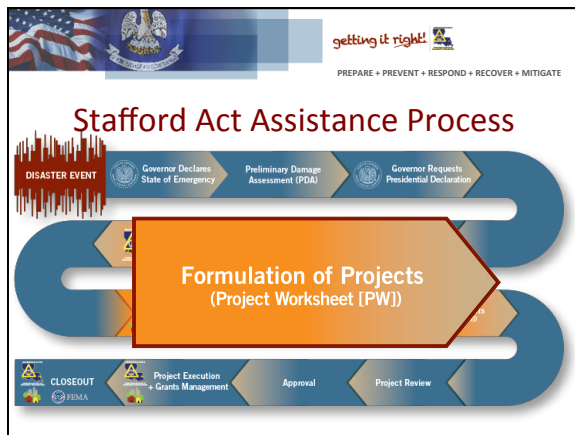 getting it right!
PREPARE + PREVENT + RESPOND + RECOVER + MITIGATE
Stafford Act Assistance Process
DISASTER EVENT
Governor Declares
State of Emergency
Preliminary Damage
Assessment (PDA)
Governor Requests
Presidential Declaration
Formulation of Projects
(Project Worksheet [PW])
CLOSEOUT
FEMA
Project Execution
+ Grants Management
Approval
Project Review